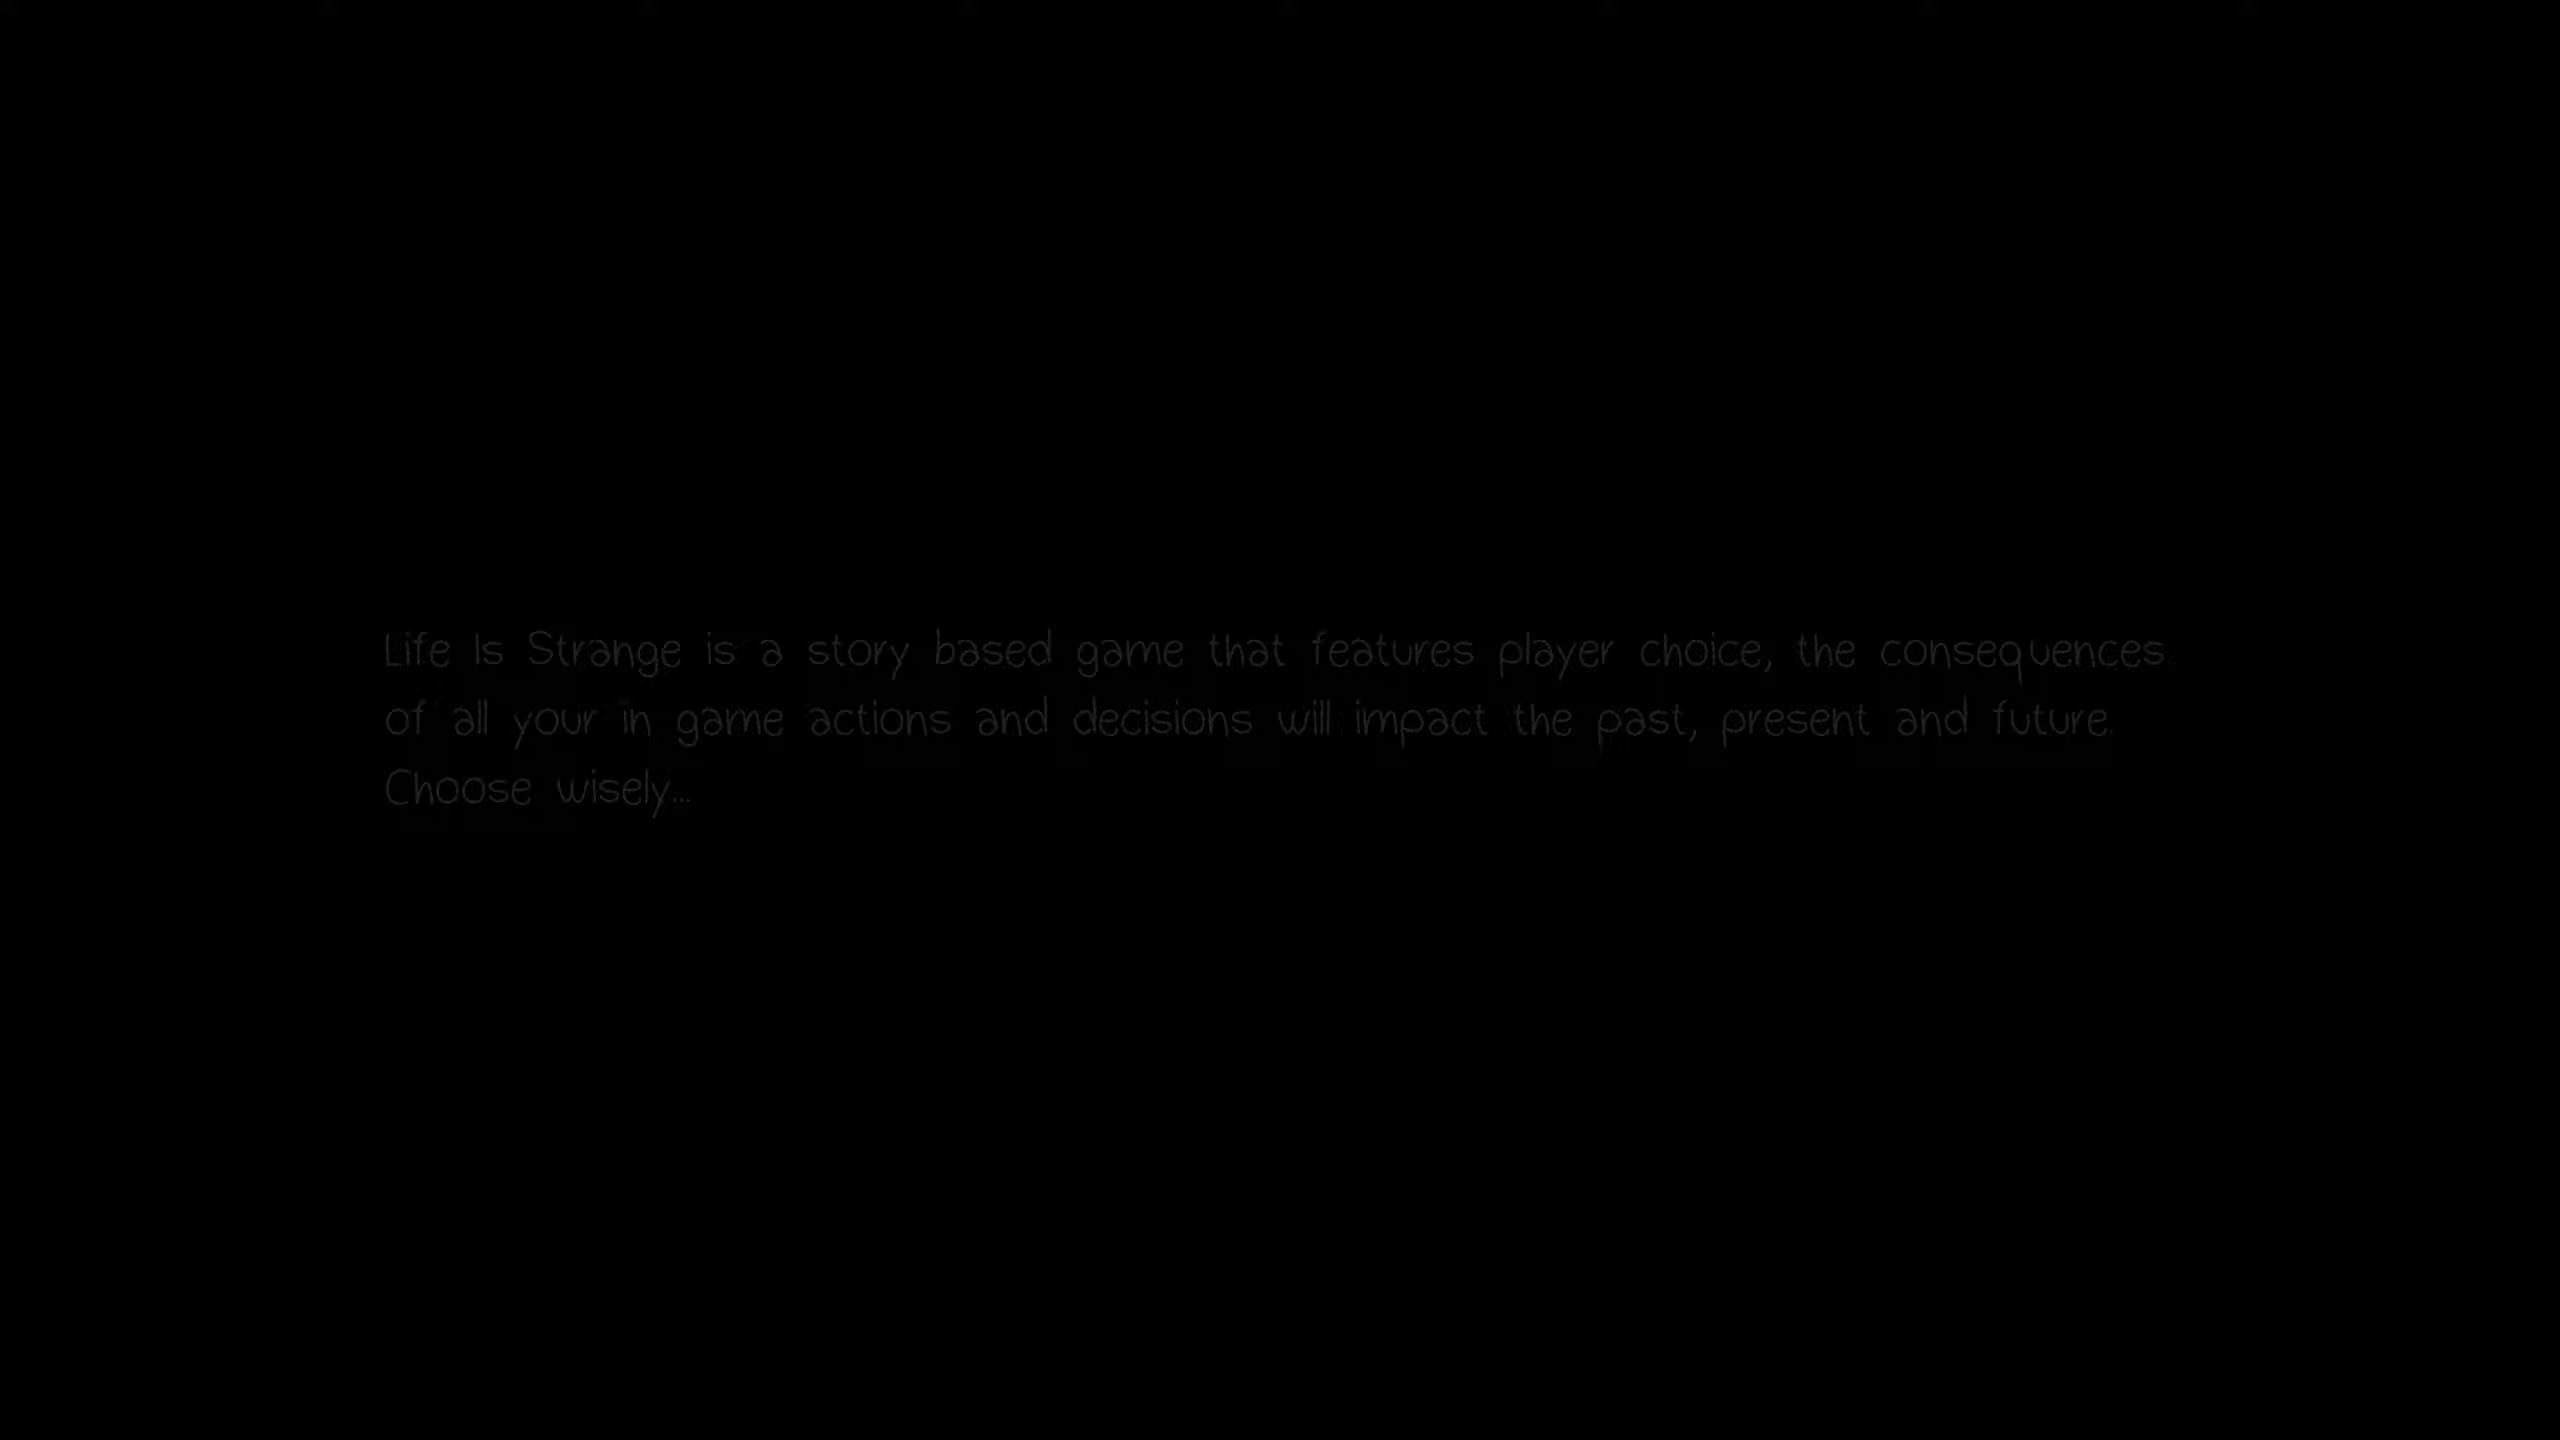 Life Is Strange is a story based game that features player choice, the consequences
of all your in game actions and decisions will impact the past, present and future.
Choose wisely...